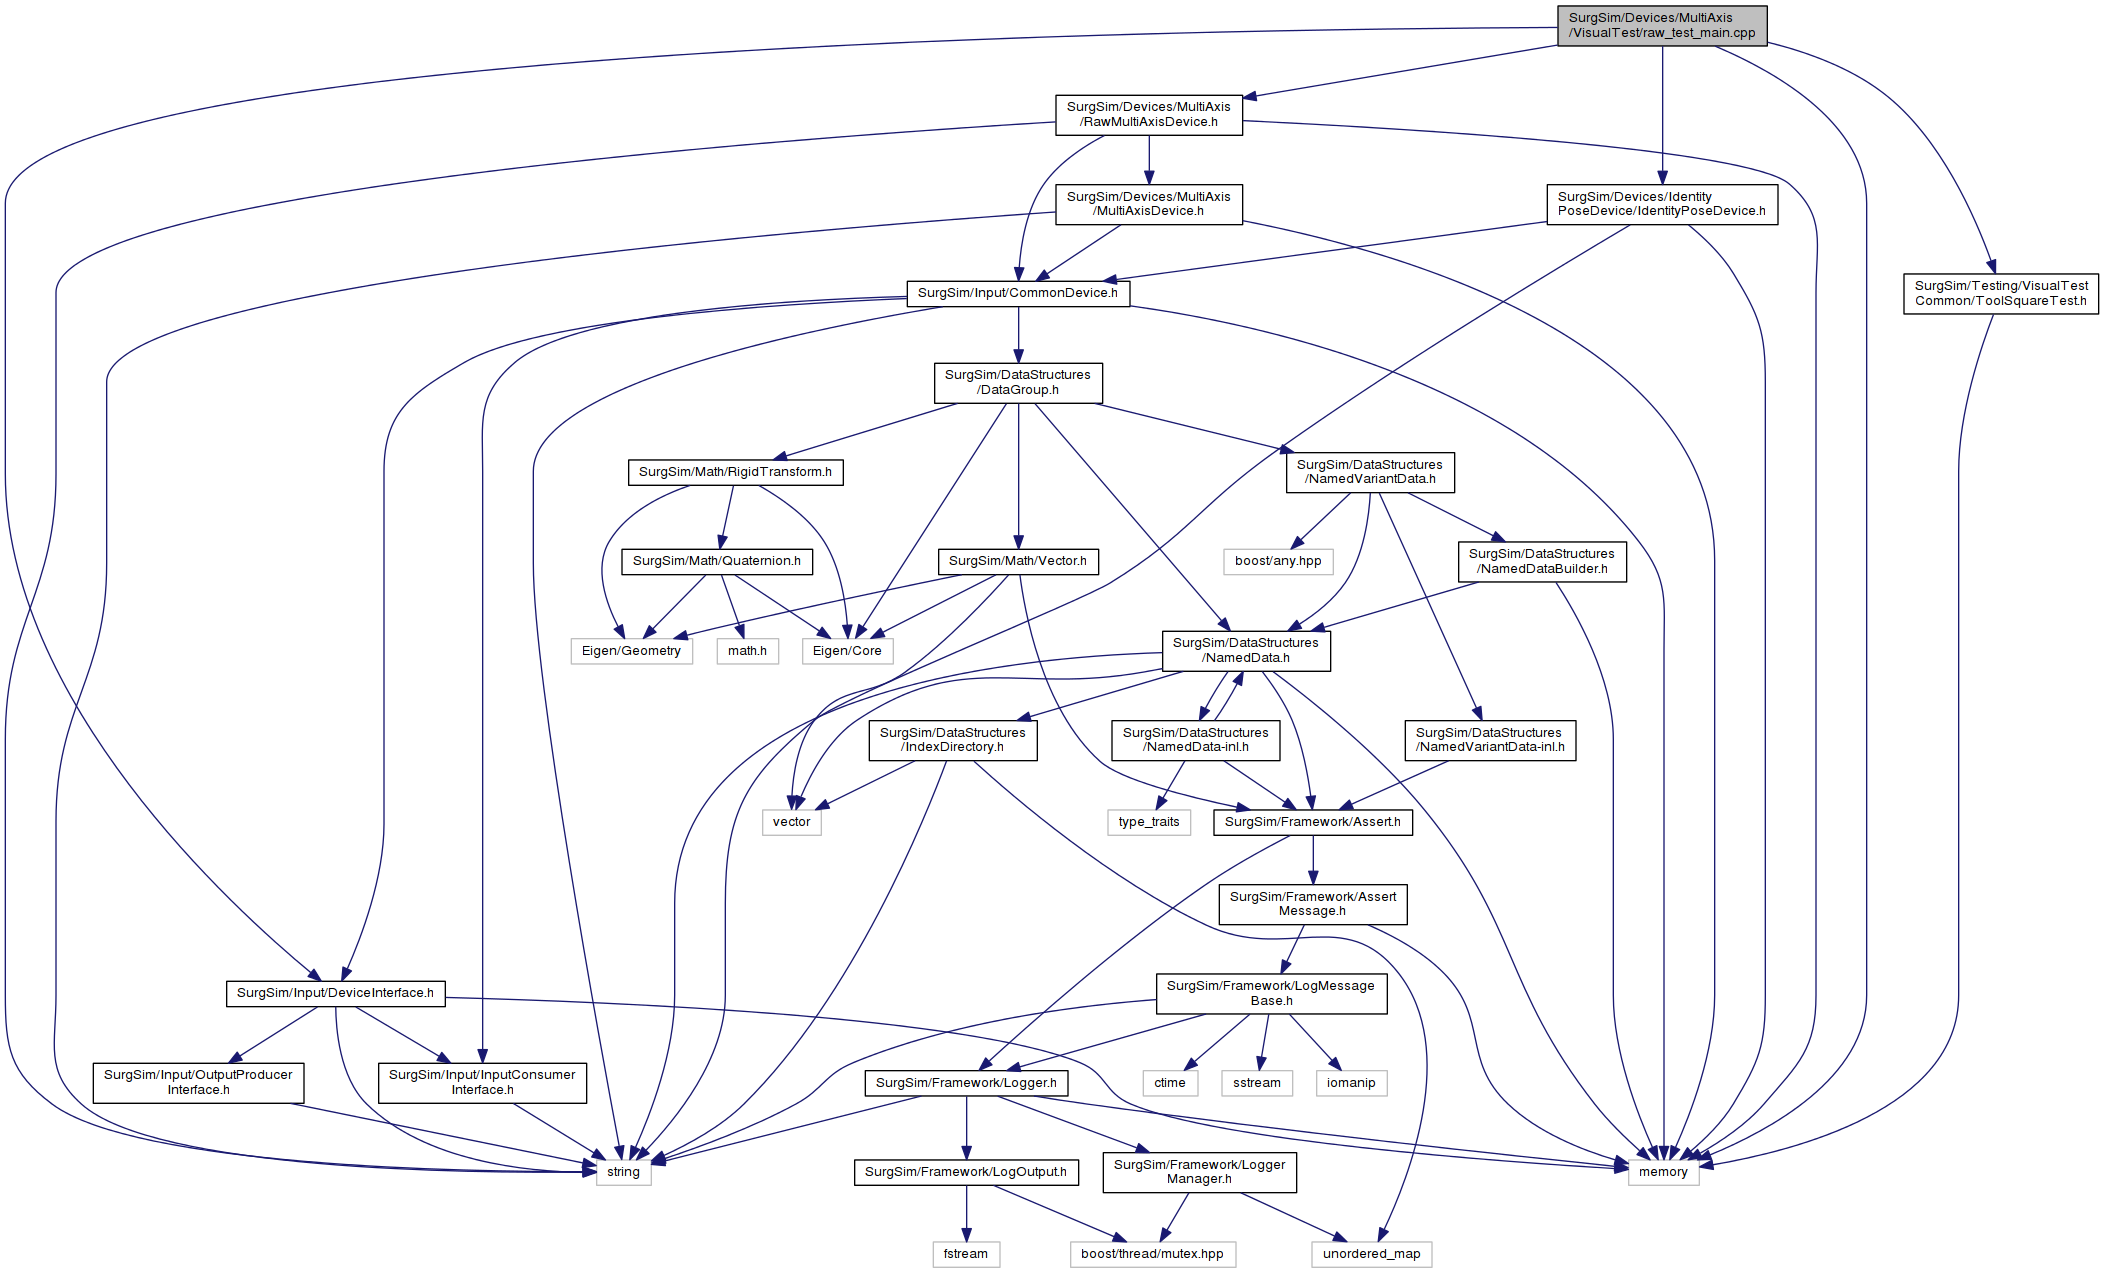 SurgSim/Devices/MultiAxis
/VisualTest/raw_test_main.cpp
SurgSim/Devices/MultiAxis
/RawMultiAxisDevice.h
SurgSim/Devices/MultiAxis
/MultiAxisDevice.h
SurgSim/Devices/Identity
PoseDevice/IdentityPoseDevice.h
SurgSim/Testing/VisualTest
Common/ToolSquareTest.h
SurgSim/Input/CommonDevice.h
SurgSim/DataStructures
/DataGroup.h
SurgSim/Math/RigidTransform.h
SurgSim/DataStructures
/NamedVariantData.h
SurgSim/Math/Quaternion.h
SurgSim/Math/Vector.h
boost/any.hpp
SurgSim/DataStructures
/NamedDataBuilder.h
Eigen/Geometry
math.h
Eigen/Core
SurgSim/DataStructures
/NamedData.h
SurgSim/DataStructures
/IndexDirectory.h
SurgSim/DataStructures
/NamedData-inl.h
SurgSim/DataStructures
/NamedVariantData-inl.h
vector
type_traits
SurgSim/Framework/Assert.h
SurgSim/Framework/Assert
Message.h
SurgSim/Input/DeviceInterface.h
SurgSim/Framework/LogMessage
Base.h
SurgSim/Input/OutputProducer
Interface.h
SurgSim/Input/InputConsumer
Interface.h
SurgSim/Framework/Logger.h
ctime
sstream
iomanip
string
SurgSim/Framework/LogOutput.h
SurgSim/Framework/Logger
Manager.h
memory
fstream
boost/thread/mutex.hpp
unordered_map